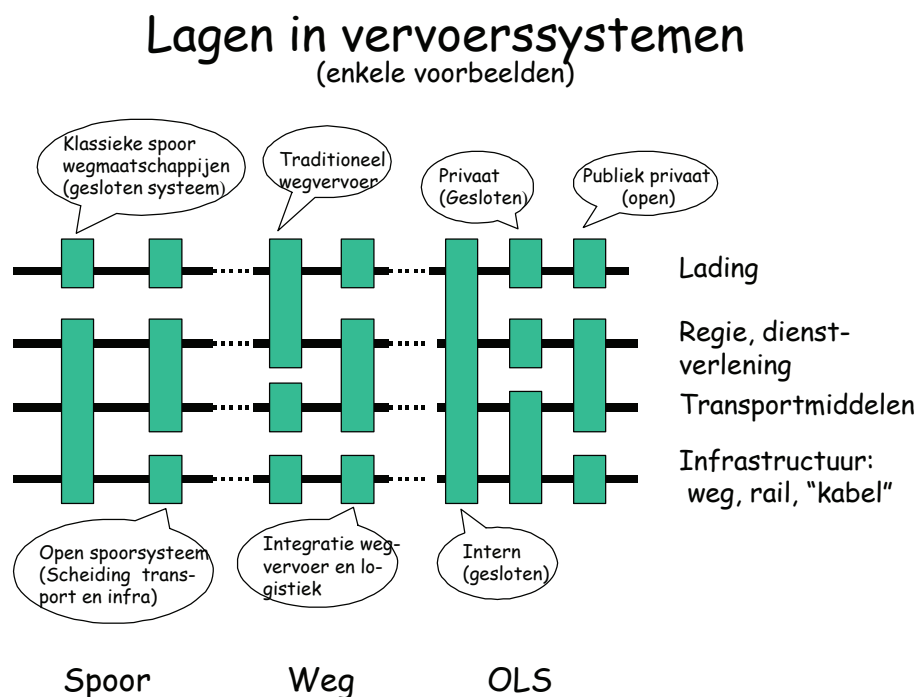 Lagen in vervoerssystemen
(enkele voorbeelden)
Klassieke spoor
wegmaatschappijen
(gesloten systeem)
Traditioneel
wegvervoer
Privaat
(Gesloten)
Publiek privaat
(open)
Lading
Regie, dienst-
verlening
Transportmiddelen
Infrastructuur:
weg, rail, “kabel”
Open spoorsysteem
(Scheiding trans-
port en infra)
Integratie weg-
vervoer en lo-
gistiek
Intern
(gesloten)
Spoor
Weg
OLS